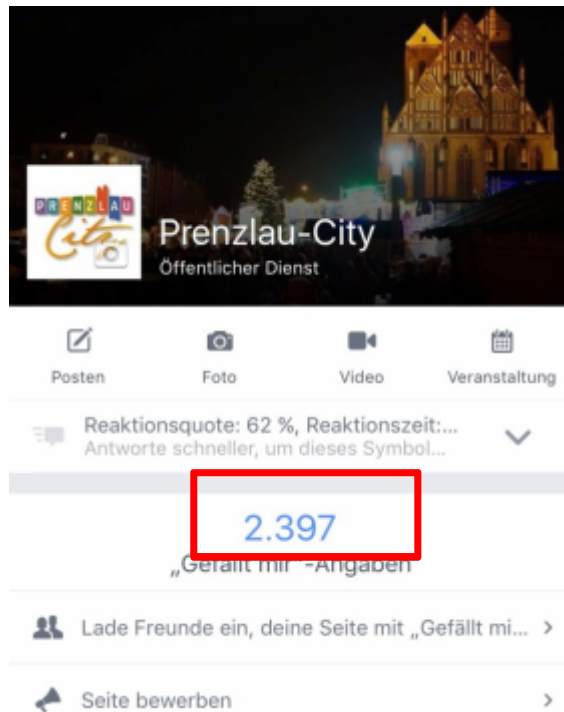 PRENZLAU
City
Prenzlau-City
Öffentlicher Dienst
Posten
Foto
Video
Veranstaltung
Reaktionsquote: 62 %, Reaktionszeit:...
Antworte schneller, um dieses Symbol...
2.397
„Gefällt mir“-Angaben
Lade Freunde ein, deine Seite mit „Gefällt mi...
Seite bewerben